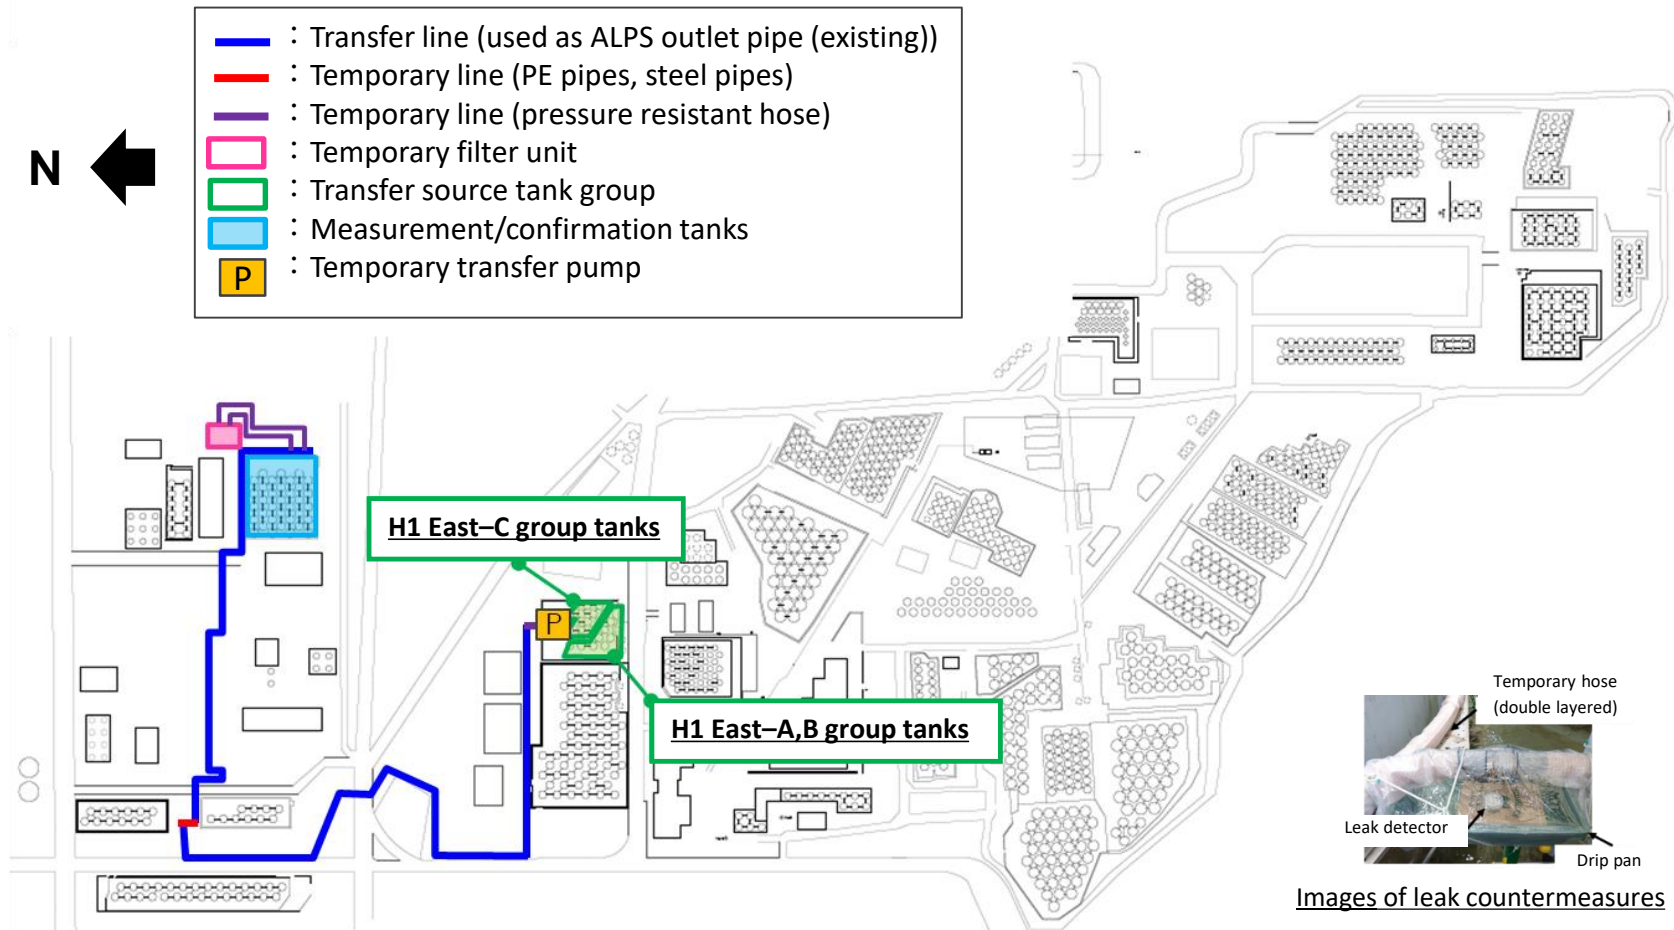 : Transfer line (used as ALPS outlet pipe (existing))
: Temporary line (PE pipes, steel pipes)
: Temporary line (pressure resistant hose)
: Temporary filter unit
: Transfer source tank group
: Measurement/confirmation tanks
P : Temporary transfer pump
N
H1 East–C group tanks
P
H1 East–A,B group tanks
Temporary hose
(double layered)
Leak detector
Drip pan
Images of leak countermeasures